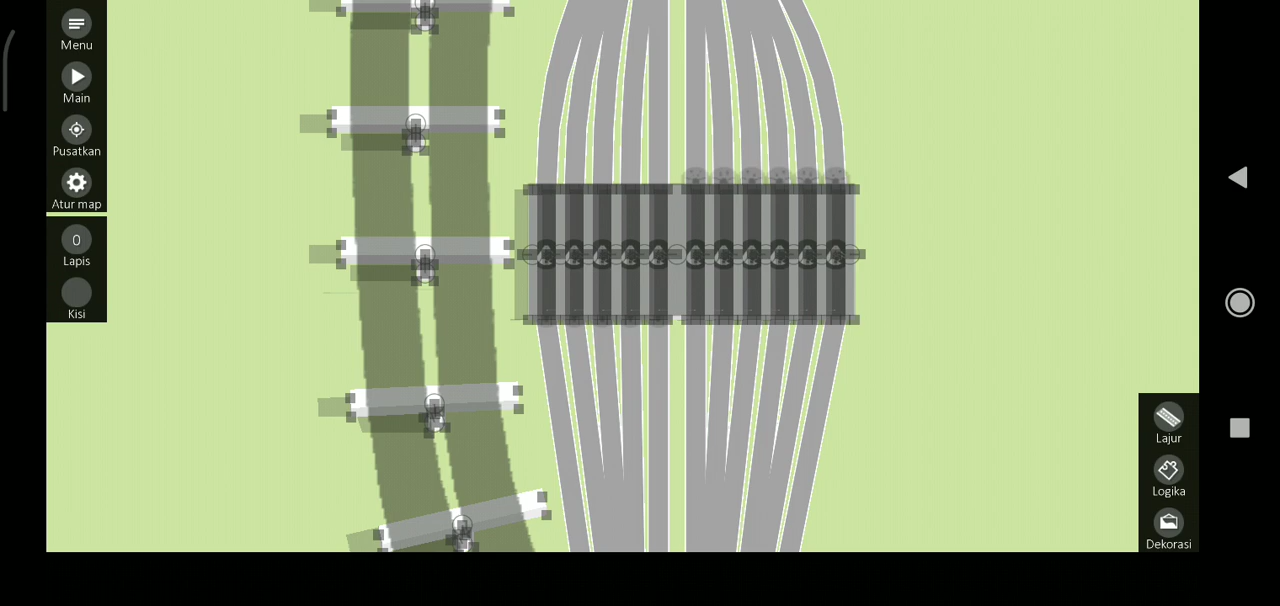 Menu
Main
Pusatkan
Atur map
0
Lapis
Kisi
Lajur
Logika
Dekorasi